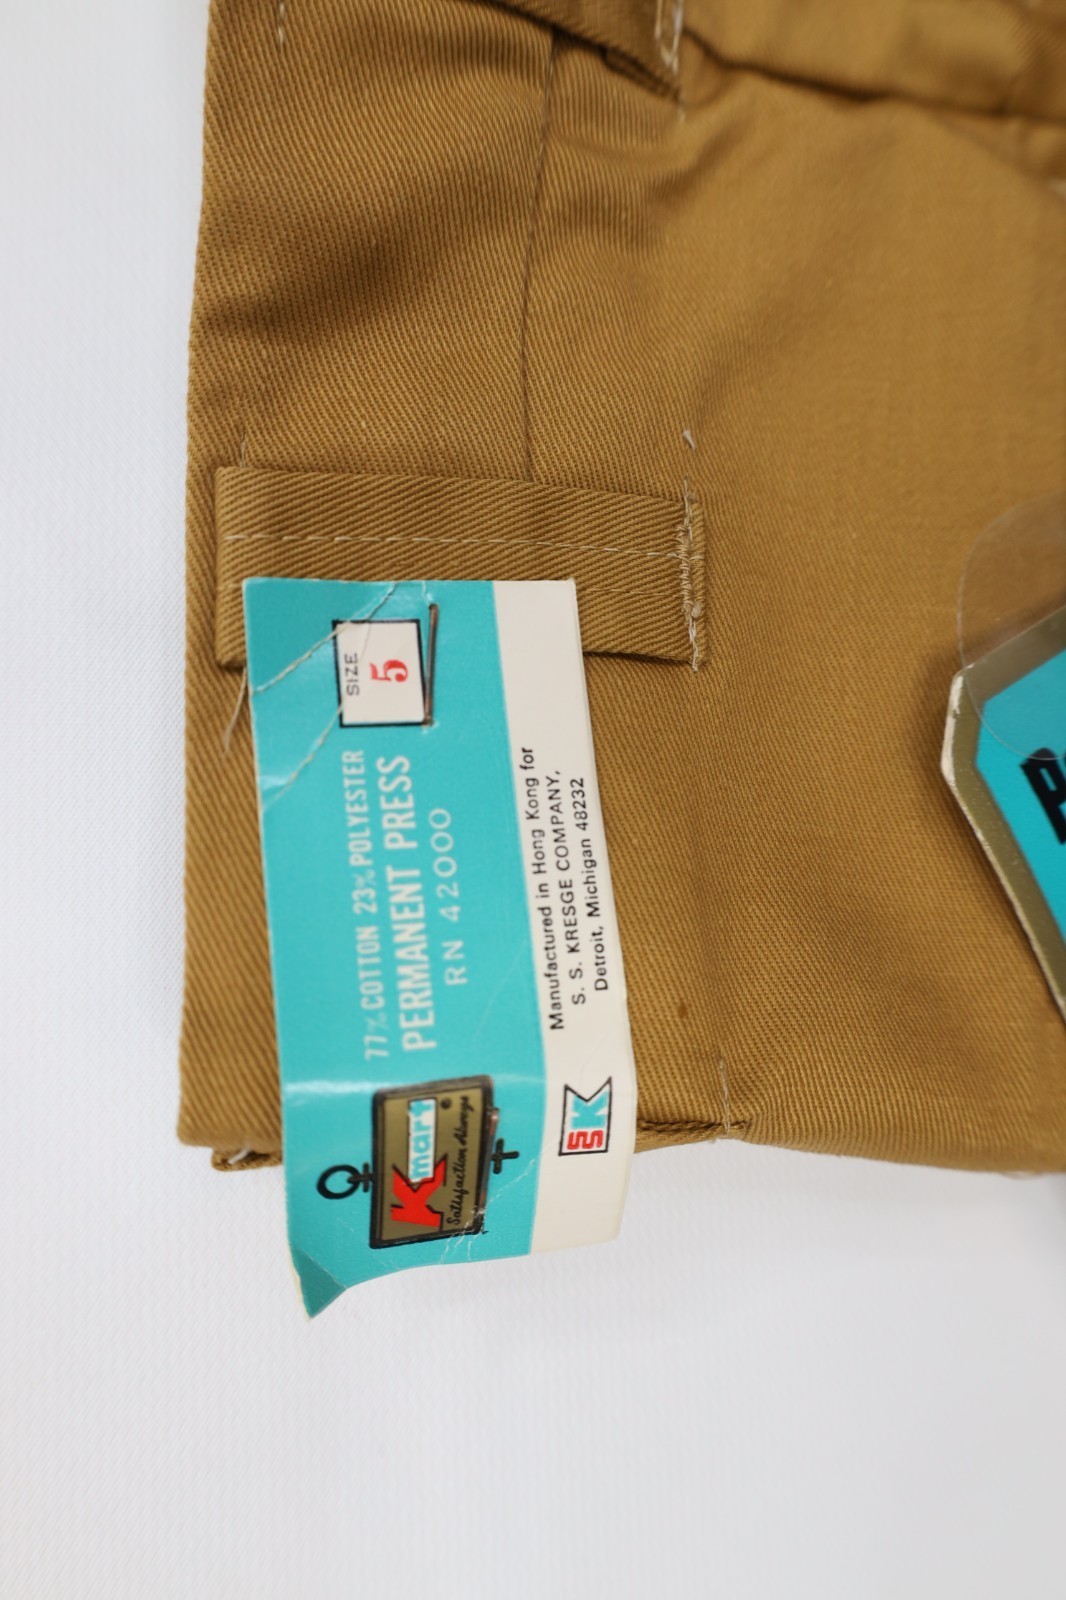 SIZE
5
77% COTTON 23% POLYESTER
PERMANENT PRESS
RN 42000
Manufactured in Hong Kong for
S. S. KRESGE COMPANY,
Detroit, Michigan 48232
Kmart®
Satisfaction Always
SSK